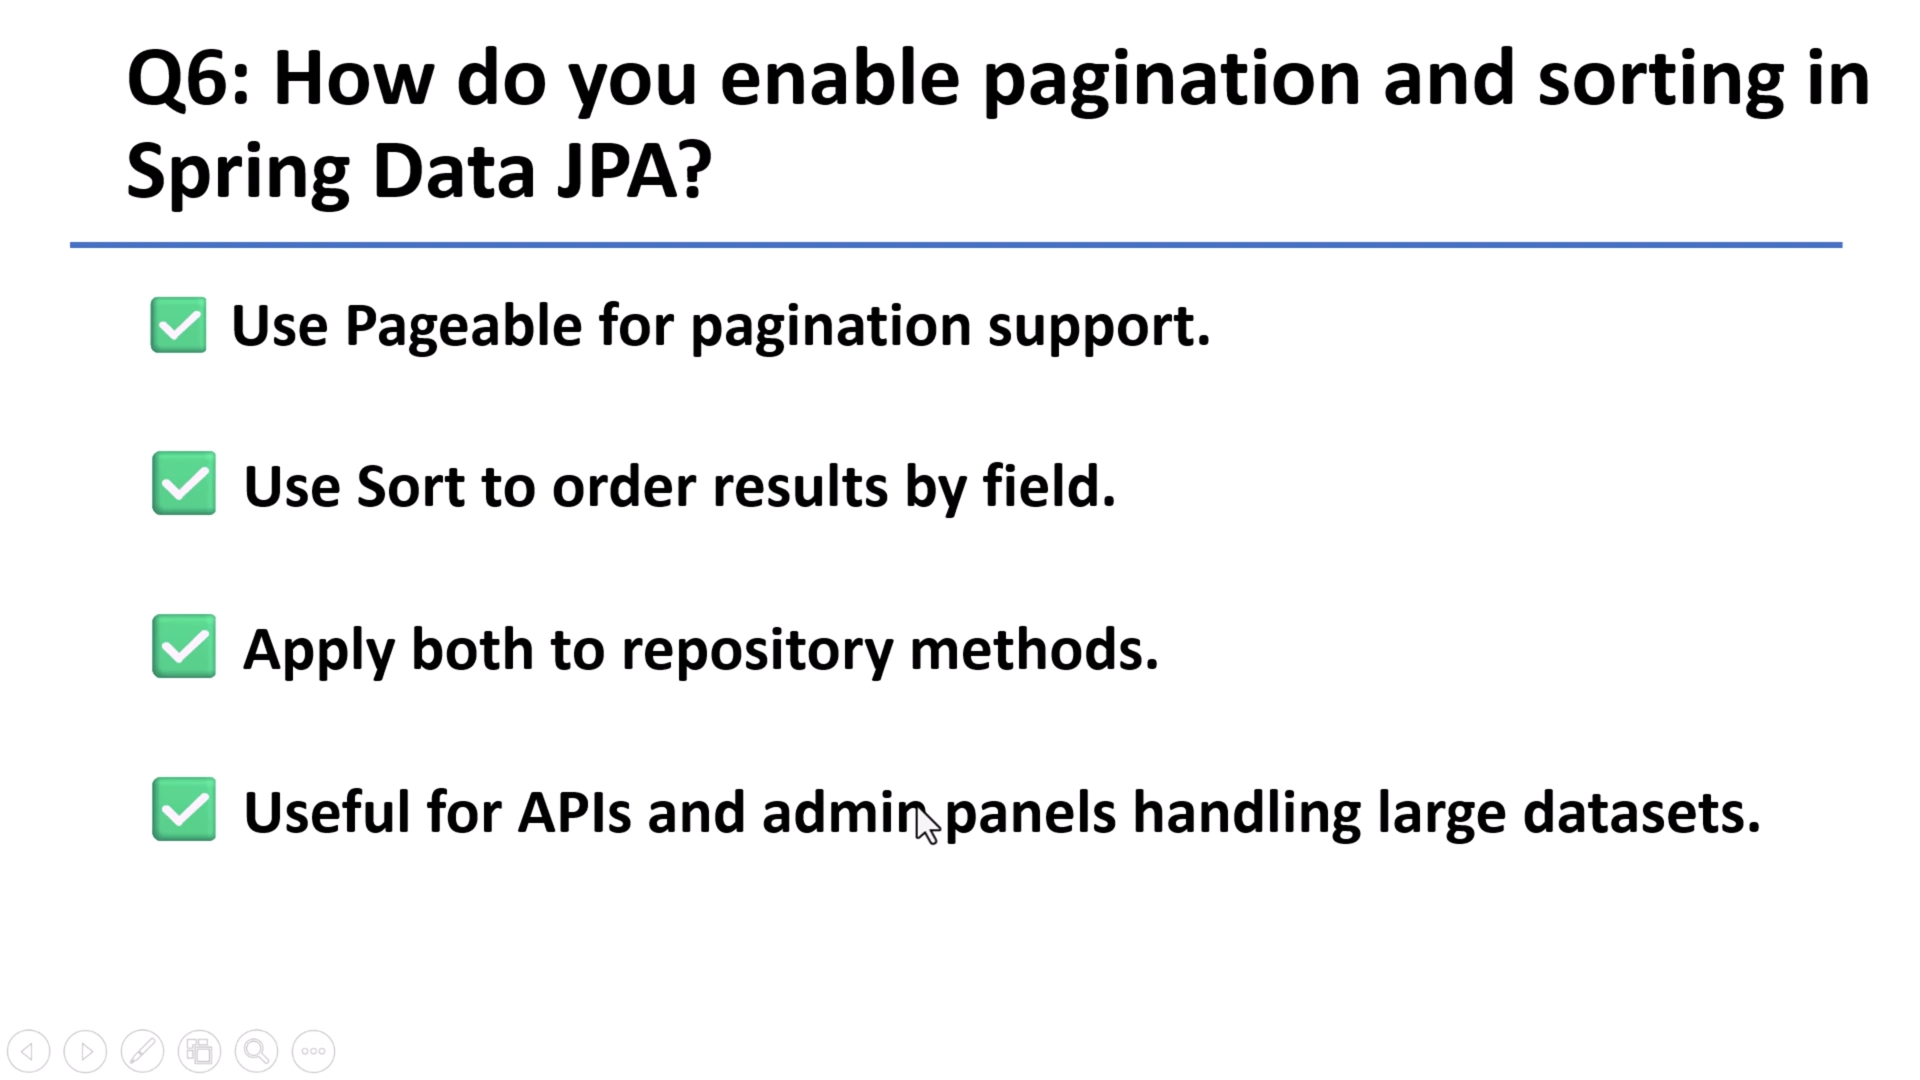 Q6: How do you enable pagination and sorting in
Spring Data JPA?
✅ Use Pageable for pagination support.
✅ Use Sort to order results by field.
✅ Apply both to repository methods.
✅ Useful for APIs and admin panels handling large datasets.